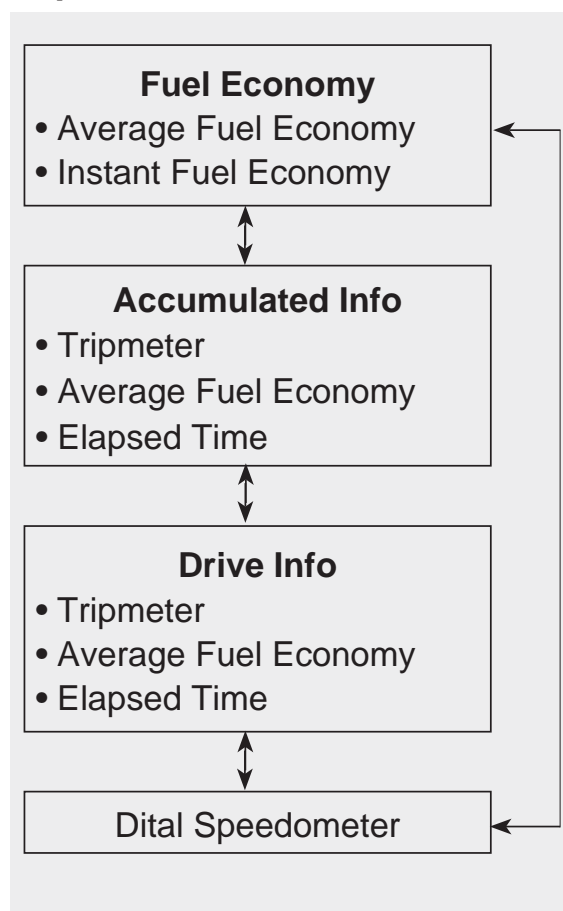 Fuel Economy
• Average Fuel Economy
• Instant Fuel Economy
Accumulated Info
• Tripmeter
• Average Fuel Economy
• Elapsed Time
Drive Info
• Tripmeter
• Average Fuel Economy
• Elapsed Time
Dital Speedometer